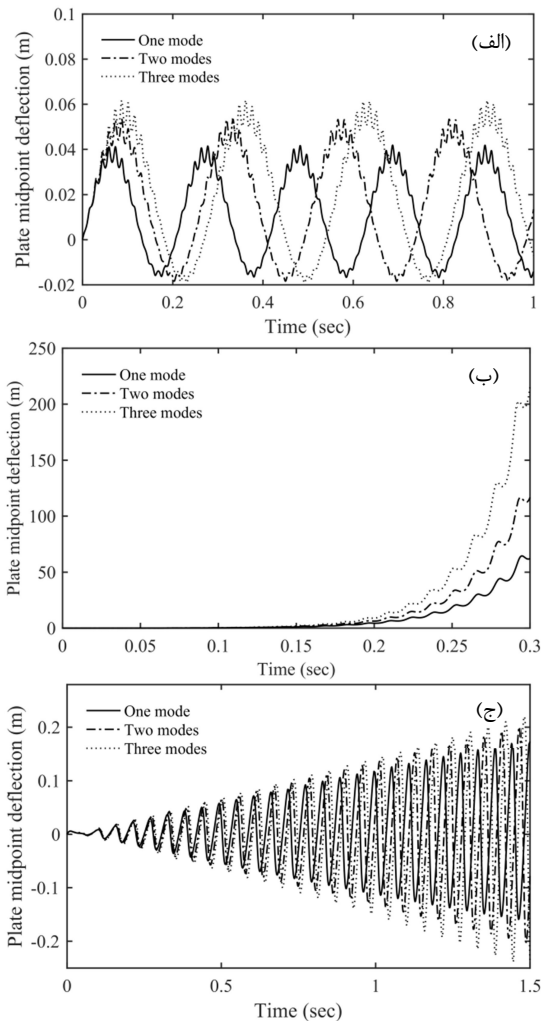 0.1
One mode
(الف)
Two modes
0.08
Three modes
0.06
0.04
0.02
0
-0.02
Plate midpoint deflection (m)
0 0.2 0.4 0.6 0.8 1
Time (sec)
250
One mode
(ب)
Two modes
200
Three modes
150
100
50
0
Plate midpoint deflection (m)
0 0.05 0.1 0.15 0.2 0.25 0.3
Time (sec)
One mode
(ج)
Two modes
0.2
Three modes
0.1
0
-0.1
-0.2
Plate midpoint deflection (m)
0 0.5 1 1.5
Time (sec)